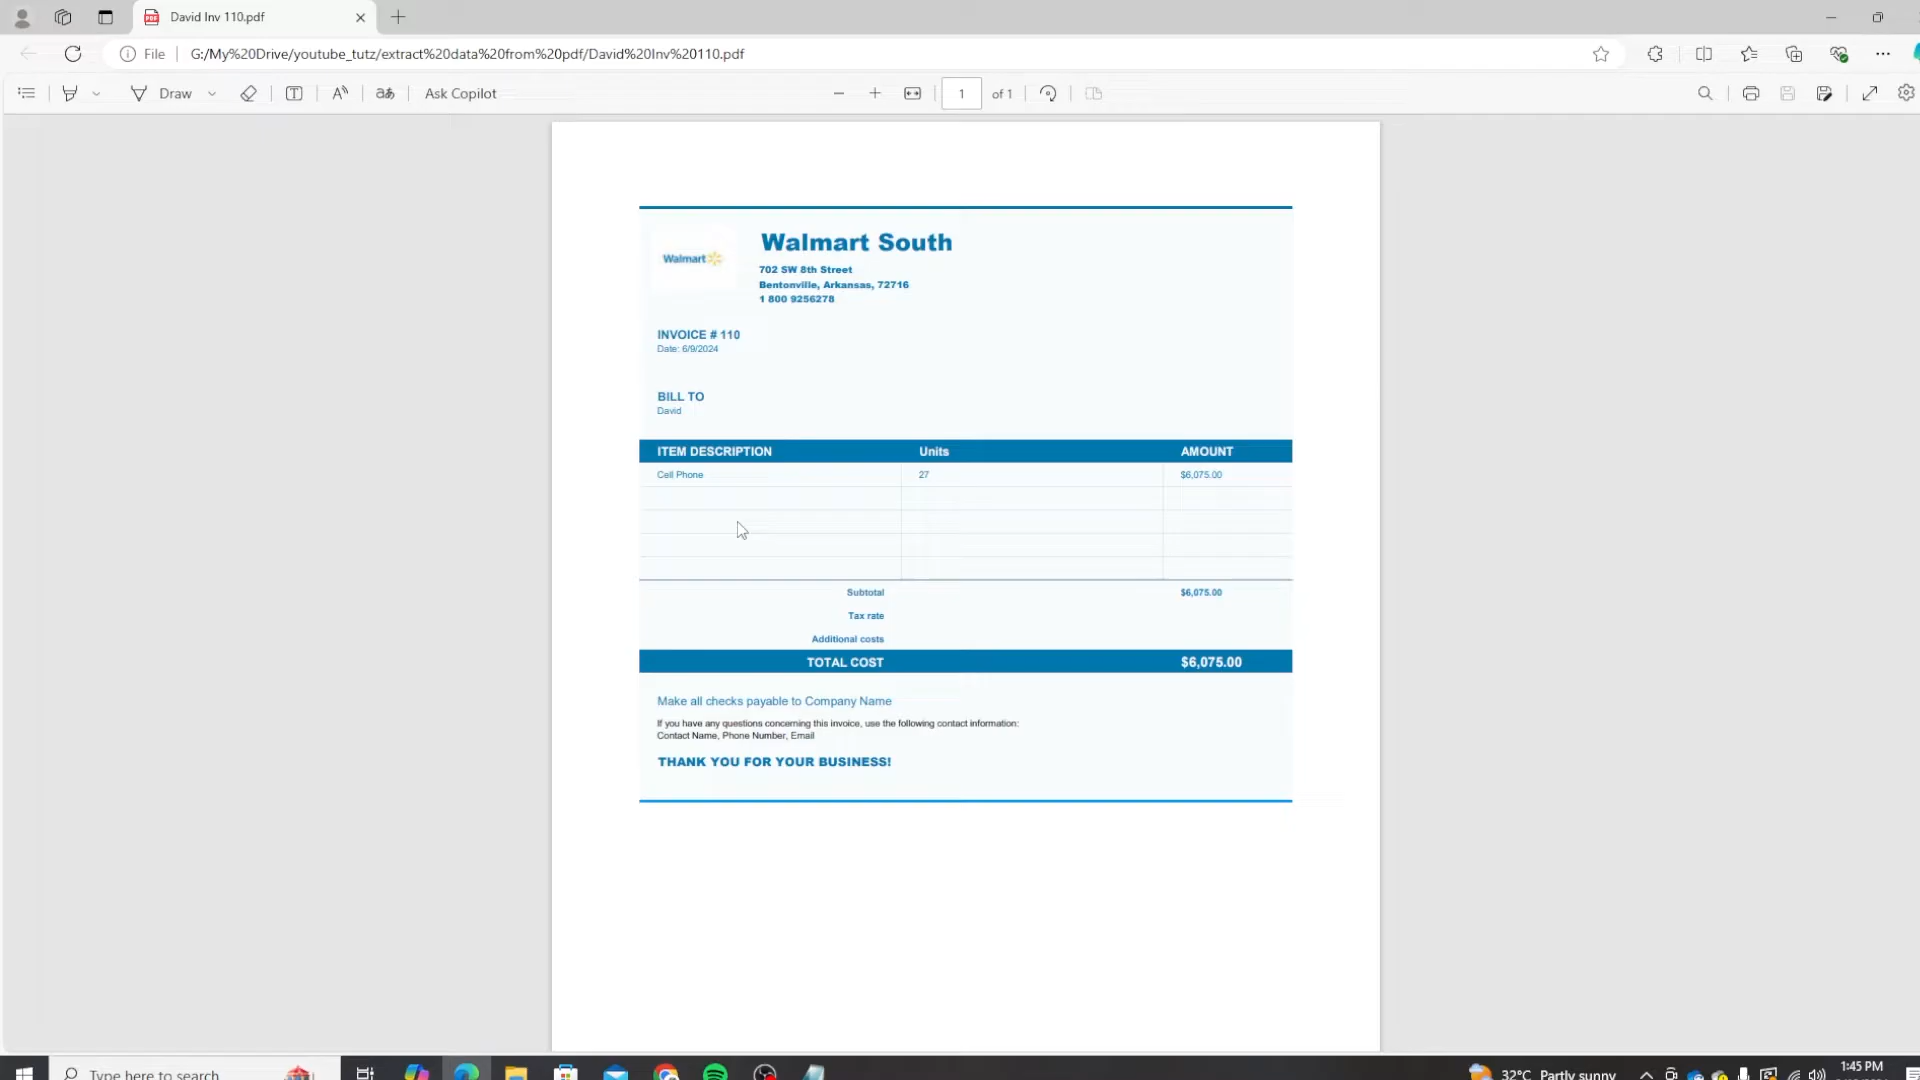 David Inv 110.pdf
File
G:/My%20Drive/youtube_tutz/extract%20data%20from%20pdf/David%20Inv%20110.pdf
Draw
Ask Copilot
1 of 1
Walmart
Walmart South
702 SW 8th Street
Bentonville, Arkansas, 72716
1 800 9256278
INVOICE # 110
Date: 6/9/2024
BILL TO
David
ITEM DESCRIPTION Units AMOUNT
Cell Phone 27 $6,075.00
Subtotal $6,075.00
Tax rate
Additional costs
TOTAL COST $6,075.00
Make all checks payable to Company Name
If you have any questions concerning this invoice, use the following contact information:
Contact Name, Phone Number, Email
THANK YOU FOR YOUR BUSINESS!
Type here to search
32°C Partly sunny
1:45 PM